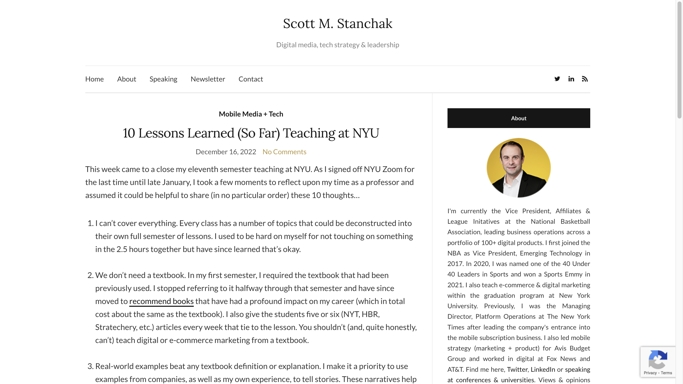 Scott M. Stanchak
Digital media, tech strategy & leadership
Home About Speaking Newsletter Contact
Mobile Media + Tech
10 Lessons Learned (So Far) Teaching at NYU
December 16, 2022 No Comments
This week came to a close my eleventh semester teaching at NYU. As I signed off NYU Zoom for
the last time until late January, I took a few moments to reflect upon my time as a professor and
assumed it could be helpful to share (in no particular order) these 10 thoughts…
1. I can't cover everything. Every class has a number of topics that could be deconstructed into
their own full semester of lessons. I used to be hard on myself for not touching on something
in the 2.5 hours together but have since learned that's okay.
2. We don't need a textbook. In my first semester, I required the textbook that had been
previously used. I stopped referring to it halfway through that semester and have since
moved to recommend books that have had a profound impact on my career (which in total
cost about the same as the textbook). I also give the students five or six (NYT, HBR,
Stratechery, etc.) articles every week that tie to the lesson. You shouldn't (and, quite honestly,
can't) teach digital or e-commerce marketing from a textbook.
3. Real-world examples beat any textbook definition or explanation. I make it a priority to use
examples from companies, as well as my own experience, to tell stories. These narratives help
About
I'm currently the Vice President, Affiliates &
League Initatives at the National Basketball
Association, leading business operations across a
portfolio of 100+ digital products. I first joined the
NBA as Vice President, Emerging Technology in
2017. In 2020, I was named one of the 40 Under
40 Leaders in Sports and won a Sports Emmy in
2021. I also teach e-commerce & digital marketing
within the graduation program at New York
University. Previously, I was the Managing
Director, Platform Operations at The New York
Times after leading the company's entrance into
the mobile subscription business. I also led mobile
strategy (marketing + product) for Avis Budget
Group and worked in digital at Fox News and
AT&T. Find me here, Twitter, LinkedIn or speaking
at conferences & universities. Views & opinions
Privacy - Terms